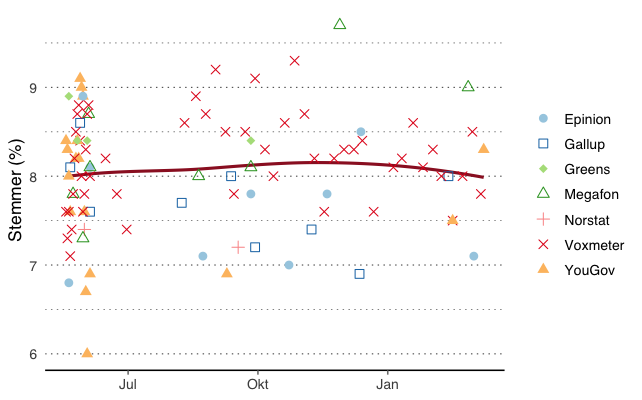 Stemmer (%)
9
8
7
6
Jul
Okt
Jan
Epinion
Gallup
Greens
Megafon
Norstat
Voxmeter
YouGov